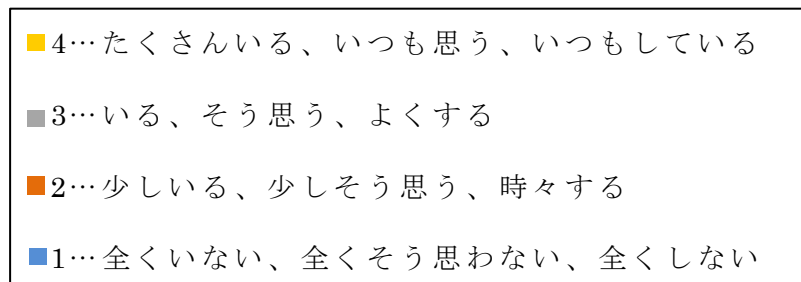 4…たくさんいる、いつも思う、いつもしている
3…いる、そう思う、よくする
2…少しいる、少しそう思う、時々する
1…全くいない、全くそう思わない、全くしない